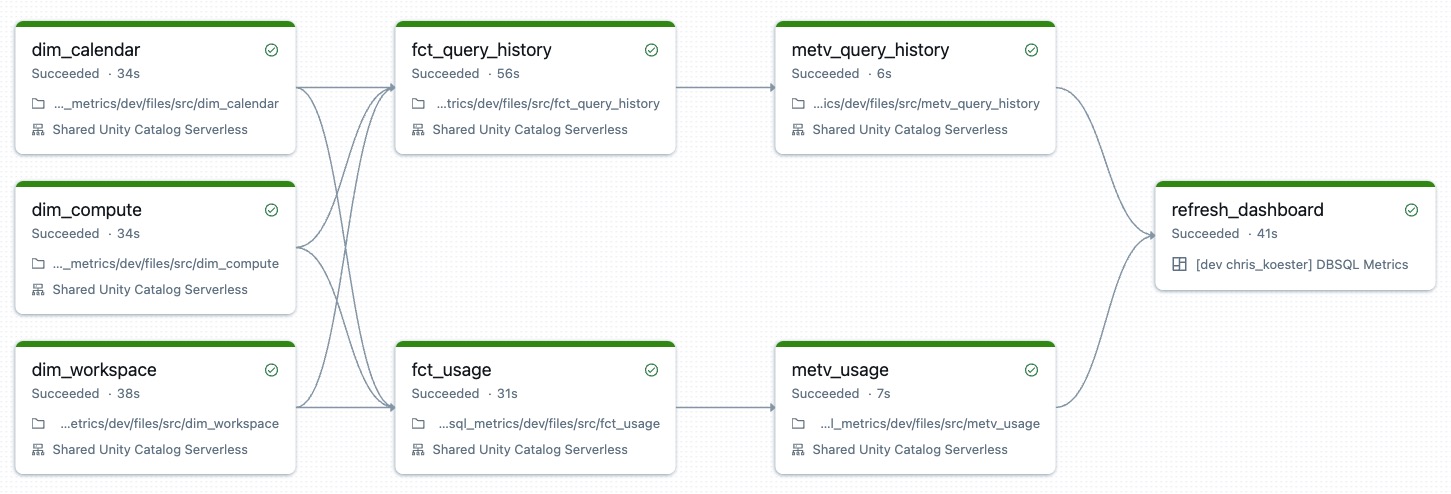 dim_calendar
Succeeded · 34s
..._metrics/dev/files/src/dim_calendar
Shared Unity Catalog Serverless
dim_compute
Succeeded · 34s
..._metrics/dev/files/src/dim_compute
Shared Unity Catalog Serverless
dim_workspace
Succeeded · 38s
...etrics/dev/files/src/dim_workspace
Shared Unity Catalog Serverless
fct_query_history
Succeeded · 56s
...trics/dev/files/src/fct_query_history
Shared Unity Catalog Serverless
fct_usage
Succeeded · 31s
...sql_metrics/dev/files/src/fct_usage
Shared Unity Catalog Serverless
metv_query_history
Succeeded · 6s
...ics/dev/files/src/metv_query_history
Shared Unity Catalog Serverless
metv_usage
Succeeded · 7s
...l_metrics/dev/files/src/metv_usage
Shared Unity Catalog Serverless
refresh_dashboard
Succeeded · 41s
[dev chris_koester] DBSQL Metrics